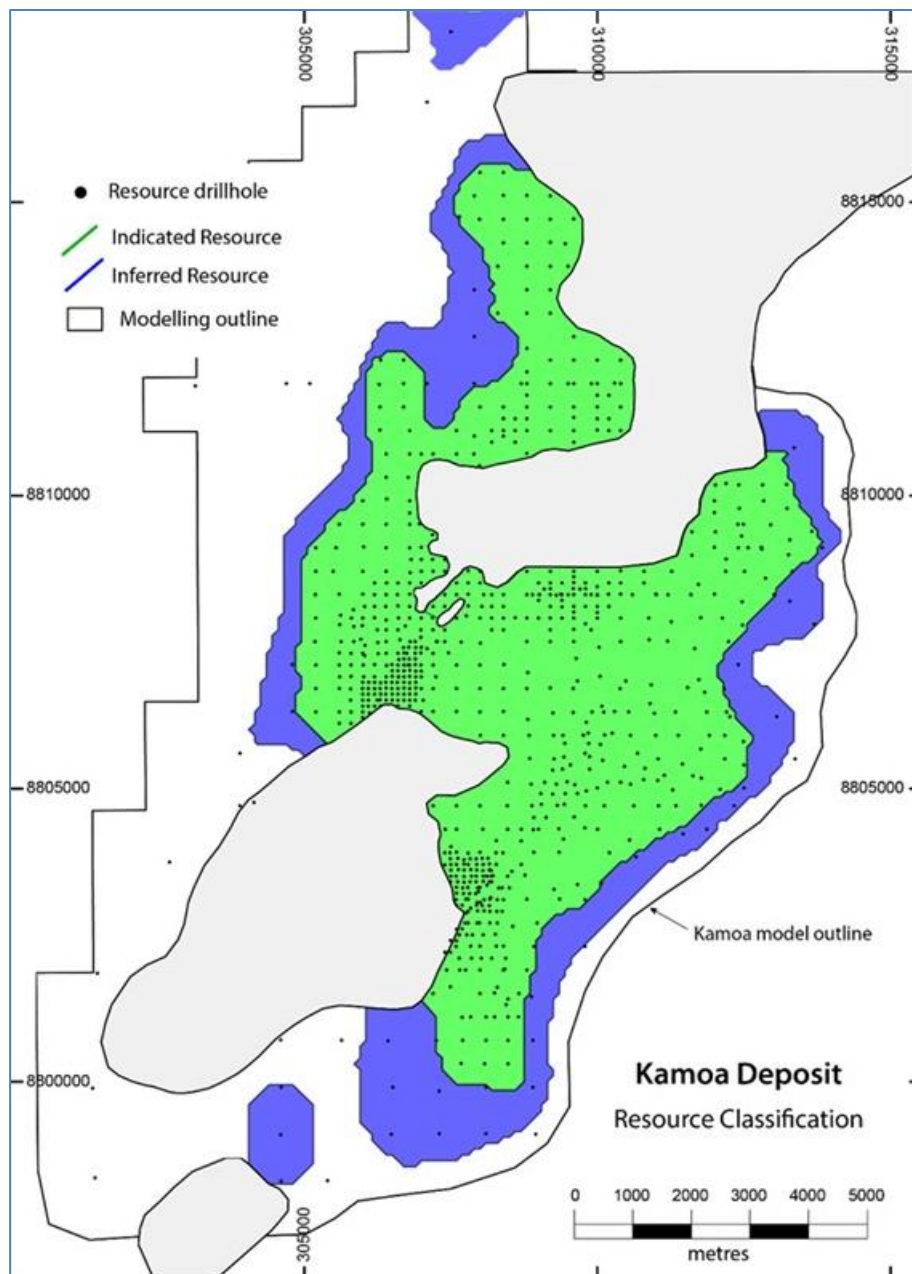 305000
310000
315000
Resource drillhole
Indicated Resource
Inferred Resource
Modelling outline
8815000
8810000
8810000
8805000
8805000
Kamoa model outline
8800000
Kamoa Deposit
Resource Classification
0 1000 2000 3000 4000 5000
metres
305000